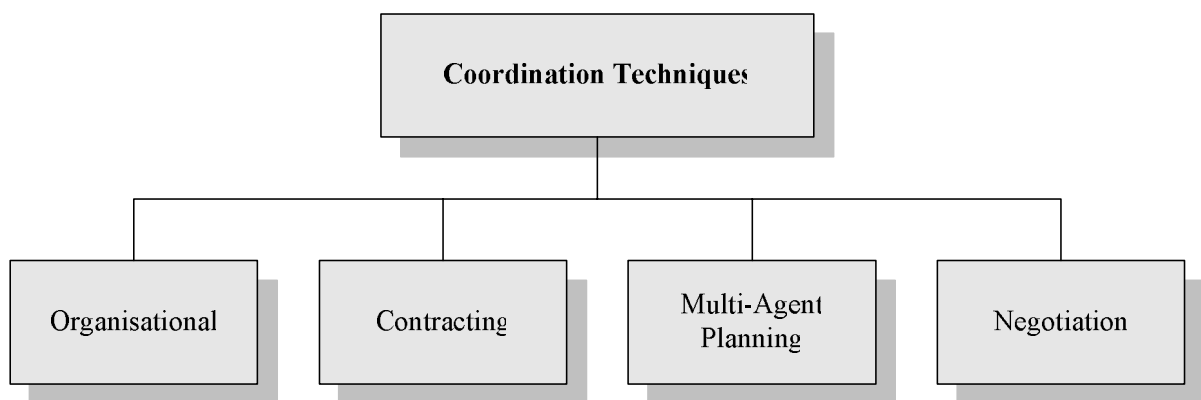 Coordination Techniques
Organisational
Contracting
Multi-Agent
Planning
Negotiation